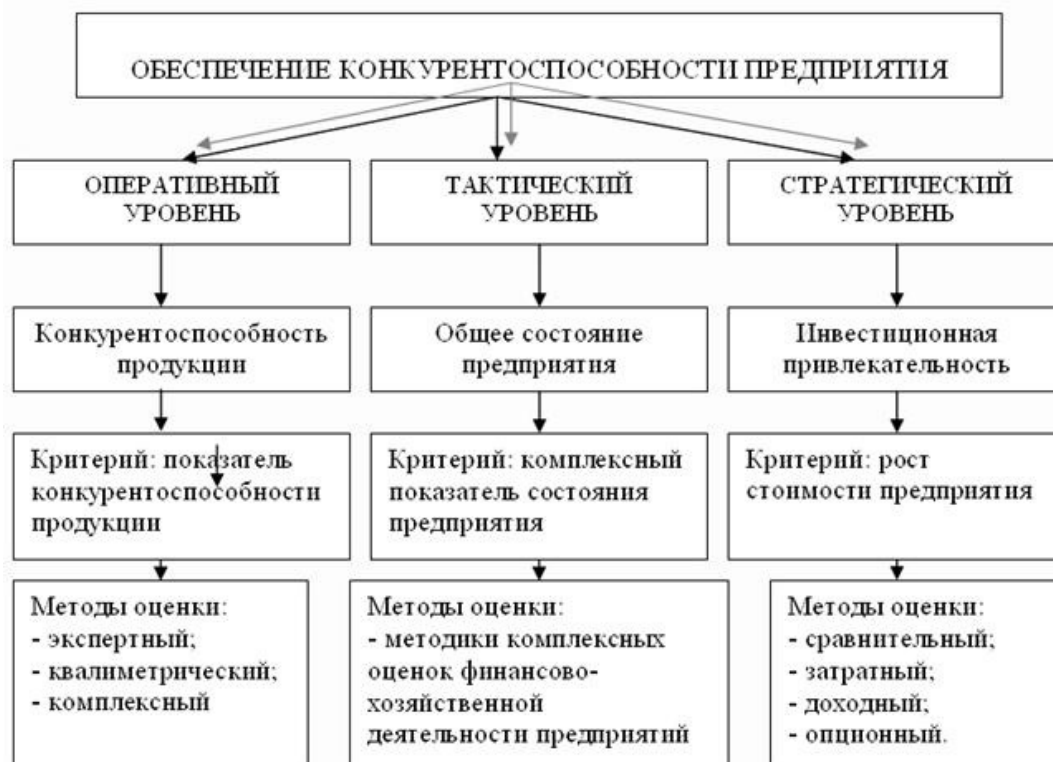 ОБЕСПЕЧЕНИЕ КОНКУРЕНТОСПОСОБНОСТИ ПРЕДПРИЯТИЯ
ОПЕРАТИВНЫЙ
УРОВЕНЬ
ТАКТИЧЕСКИЙ
УРОВЕНЬ
СТРАТЕГИЧЕСКИЙ
УРОВЕНЬ
Конкурентоспособность
продукции
Общее состояние
предприятия
Инвестиционная
привлекательность
Критерий: показатель
конкурентоспособности
продукции
Критерий: комплексный
показатель состояния
предприятия
Критерий: рост
стоимости предприятия
Методы оценки:
- экспертный;
- квалиметрический;
- комплексный
Методы оценки:
- методики комплексных
оценок финансово-
хозяйственной
деятельности предприятий
Методы оценки:
- сравнительный;
- затратный;
- доходный;
- опционный.